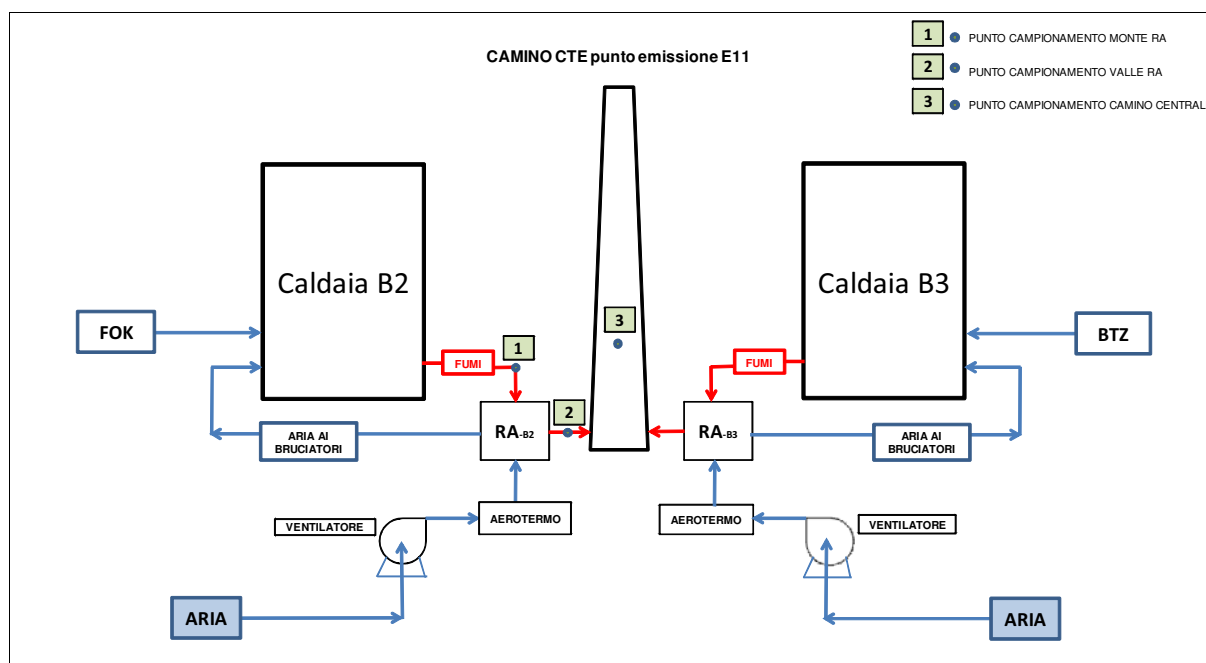 CAMINO CTE punto emissione E11
1 PUNTO CAMPIONAMENTO MONTE RA
2 PUNTO CAMPIONAMENTO VALLE RA
3 PUNTO CAMPIONAMENTO CAMINO CENTRAL
Caldaia B2
Caldaia B3
3
FOK
BTZ
1
FUMI
FUMI
2
RA-B2
RA-B3
ARIA AI
BRUCIATORI
ARIA AI
BRUCIATORI
AEROTERMO
AEROTERMO
VENTILATORE
VENTILATORE
ARIA
ARIA